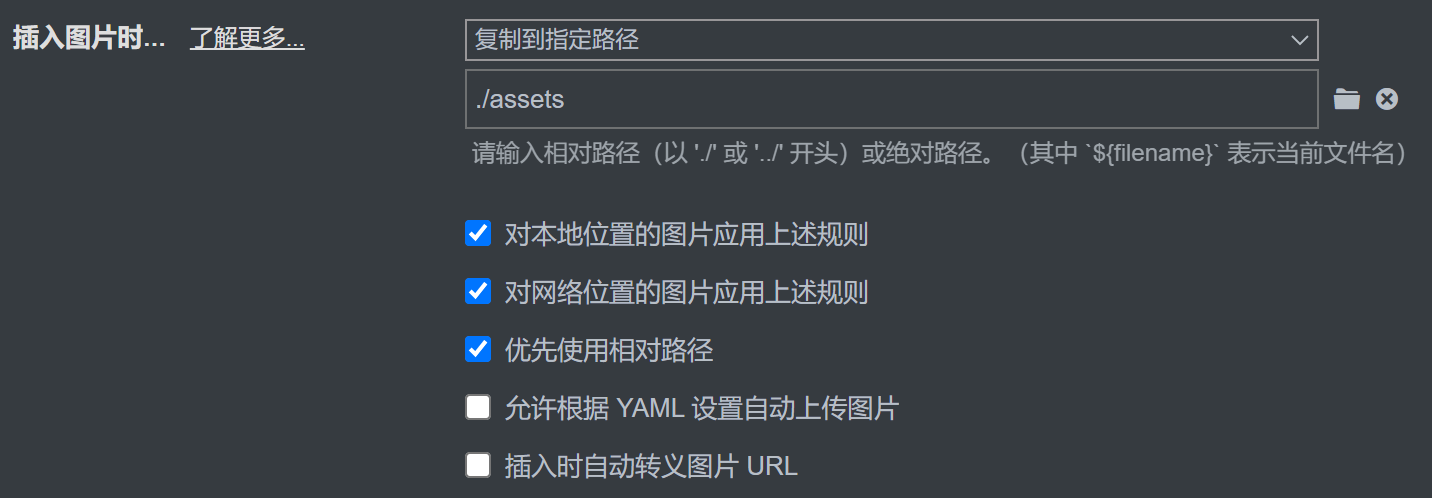 插入图片时... 了解更多... 复制到指定路径
./assets
请输入相对路径（以 './' 或 '../' 开头）或绝对路径。（其中 `${filename}` 表示当前文件名）
对本地位置的图片应用上述规则
对网络位置的图片应用上述规则
优先使用相对路径
允许根据 YAML 设置自动上传图片
插入时自动转义图片 URL